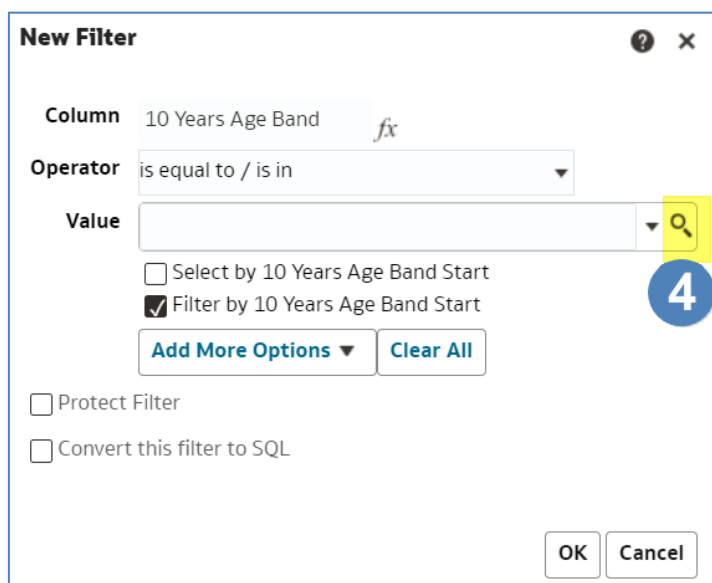 New Filter ?
Column 10 Years Age Band fx
Operator is equal to / is in
Value
4
Select by 10 Years Age Band Start
Filter by 10 Years Age Band Start
Add More Options Clear All
Protect Filter
Convert this filter to SQL
OK Cancel